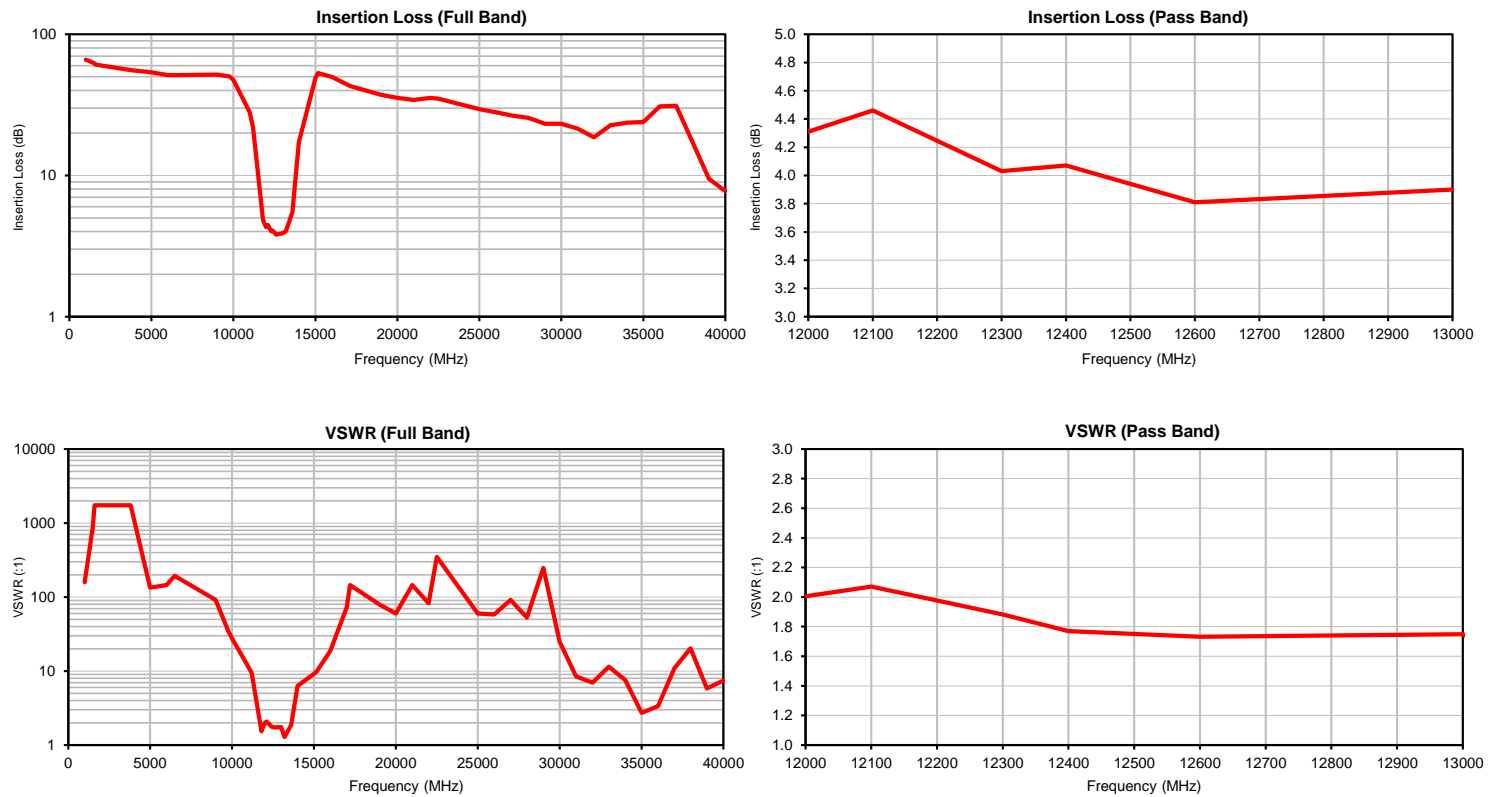 Insertion Loss (Full Band)
100
10
1
Insertion Loss (dB)
0 5000 10000 15000 20000 25000 30000 35000 40000
Frequency (MHz)
Insertion Loss (Pass Band)
5.0
4.8
4.6
4.4
4.2
4.0
3.8
3.6
3.4
3.2
3.0
Insertion Loss (dB)
12000 12100 12200 12300 12400 12500 12600 12700 12800 12900 13000
Frequency (MHz)
VSWR (Full Band)
10000
1000
100
10
1
VSWR (:1)
0 5000 10000 15000 20000 25000 30000 35000 40000
Frequency (MHz)
VSWR (Pass Band)
3.0
2.8
2.6
2.4
2.2
2.0
1.8
1.6
1.4
1.2
1.0
VSWR (:1)
12000 12100 12200 12300 12400 12500 12600 12700 12800 12900 13000
Frequency (MHz)